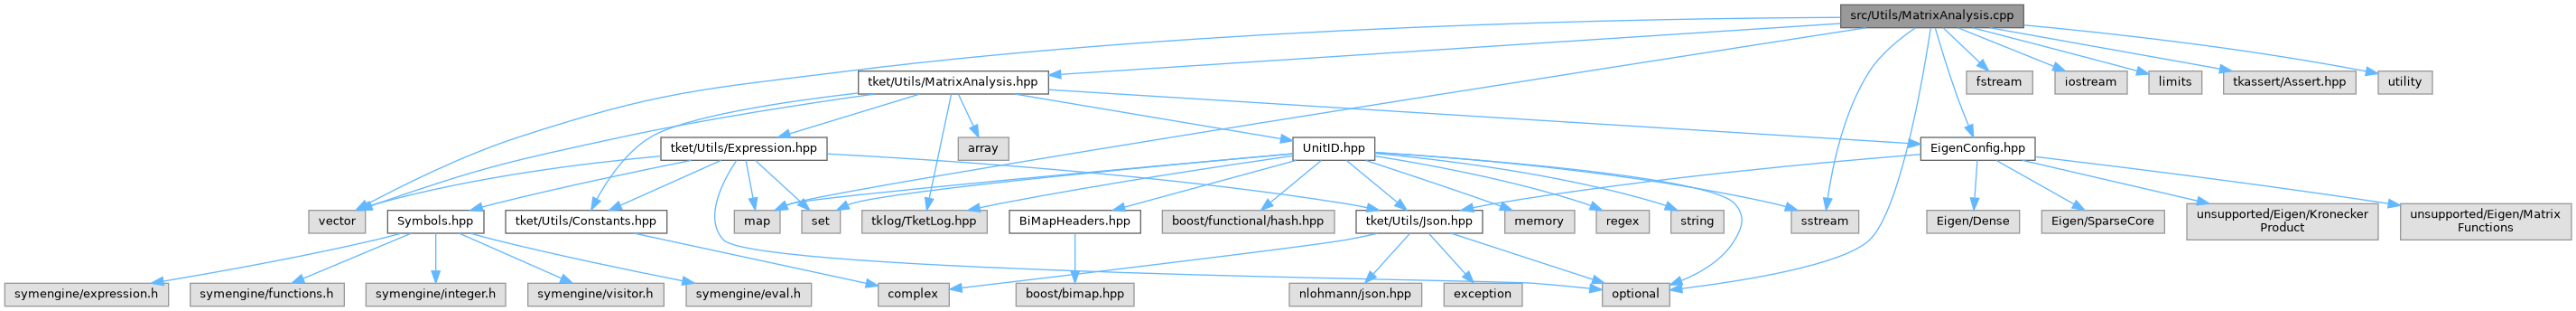 src/Utils/MatrixAnalysis.cpp
tket/Utils/MatrixAnalysis.hpp
fstream
iostream
limits
tkassert/Assert.hpp
utility
tket/Utils/Expression.hpp
array
UnitID.hpp
EigenConfig.hpp
vector
Symbols.hpp
tket/Utils/Constants.hpp
map
set
tklog/TketLog.hpp
BiMapHeaders.hpp
boost/functional/hash.hpp
tket/Utils/Json.hpp
memory
regex
string
sstream
Eigen/Dense
Eigen/SparseCore
unsupported/Eigen/Kronecker
Product
unsupported/Eigen/Matrix
Functions
symengine/expression.h
symengine/functions.h
symengine/integer.h
symengine/visitor.h
symengine/eval.h
complex
boost/bimap.hpp
nlohmann/json.hpp
exception
optional